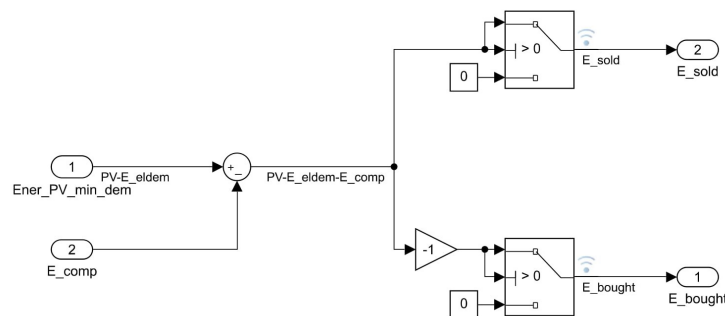 > 0
E_sold
2
E_sold
0
1
PV-E_eldem
Ener_PV_min_dem
+
−
PV-E_eldem-E_comp
2
E_comp
-1
> 0
E_bought
1
E_bought
0